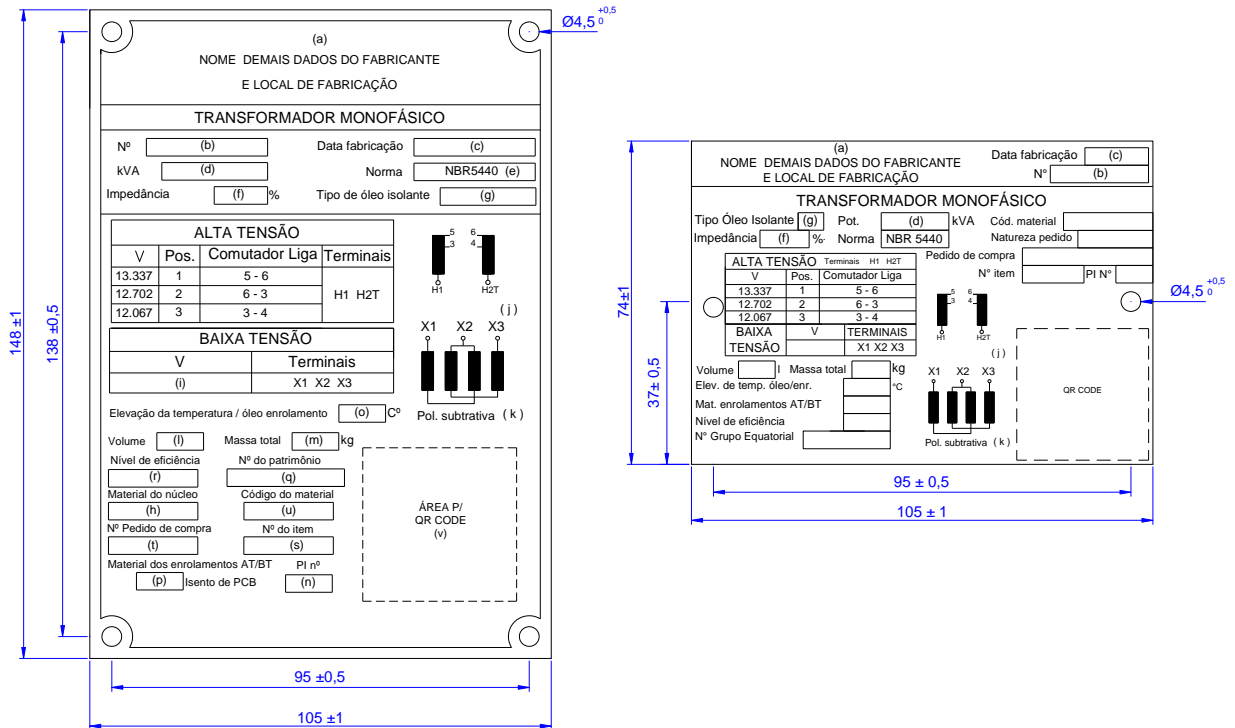 (a)
NOME DEMAIS DADOS DO FABRICANTE
E LOCAL DE FABRICAÇÃO
TRANSFORMADOR MONOFÁSICO
Nº (b) Data fabricação (c)
kVA (d) Norma NBR5440 (e)
Impedância (f) % Tipo de óleo isolante (g)
ALTA TENSÃO
V Pos. Comutador Liga Terminais
13.337 1 5 - 6
12.702 2 6 - 3 H1 H2T
12.067 3 3 - 4
5 6
3 4
H1 H2T
(j)
BAIXA TENSÃO
V Terminais
(i) X1 X2 X3
X1 X2 X3
Pol. subtrativa (k)
Elevação da temperatura / óleo enrolamento (o) Cº
Volume (l) Massa total (m) kg
Nível de eficiência Nº do patrimônio
(r) (q)
Material do núcleo Código do material
(h) (u)
Nº Pedido de compra Nº do item
(t) (s)
Material dos enrolamentos AT/BT PI nº
(p) Isento de PCB (n)
ÁREA P/
QR CODE
(v)
148 ±1
138 ±0,5
95 ±0,5
105 ±1
Ø4,5 +0,5 0
(a)
NOME DEMAIS DADOS DO FABRICANTE
E LOCAL DE FABRICAÇÃO
Data fabricação (c)
N° (b)
TRANSFORMADOR MONOFÁSICO
Tipo Óleo Isolante (g) Pot. (d) kVA Cód. material
Impedância (f) %. Norma NBR 5440 Natureza pedido
Pedido de compra
N° item PI N°
ALTA TENSÃO Terminais H1 H2T
V Pos. Comutador Liga
13.337 1 5 - 6
12.702 2 6 - 3
12.067 3 3 - 4
BAIXA V TERMINAIS
TENSÃO X1 X2 X3
5 6
3 4
H1 H2T
(j)
Volume l Massa total kg
Elev. de temp. óleo/enr. °C
Mat. enrolamentos AT/BT
Nível de eficiência
N° Grupo Equatorial
X1 X2 X3
Pol. subtrativa (k)
QR CODE
74±1
37± 0,5
95 ± 0,5
105 ± 1
Ø4,5 +0,5 0